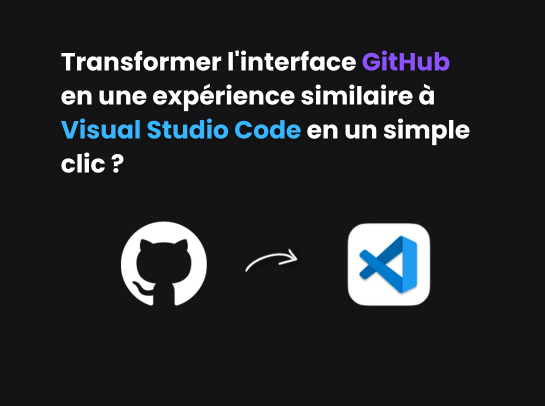 Transformer l'interface GitHub
en une expérience similaire à
Visual Studio Code en un simple
clic ?